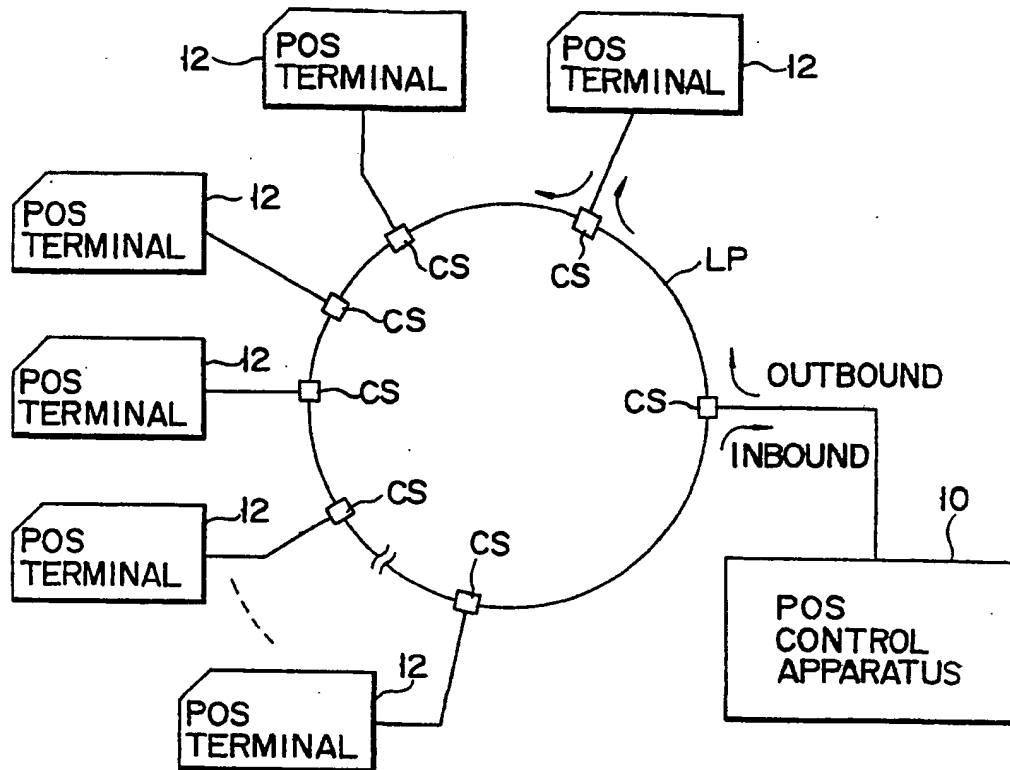 POS
TERMINAL
12
POS
TERMINAL
12
POS
TERMINAL
12
CS
CS
LP
CS
POS
TERMINAL
12
CS
CS
OUTBOUND
INBOUND
POS
TERMINAL
12
CS
CS
10
POS
CONTROL
APPARATUS
POS
TERMINAL
12